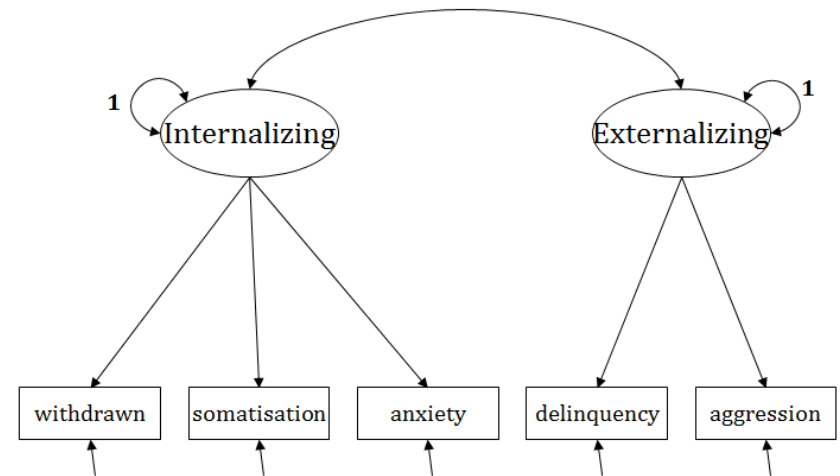 1
1
Internalizing
Externalizing
withdrawn
somatisation
anxiety
delinquency
aggression